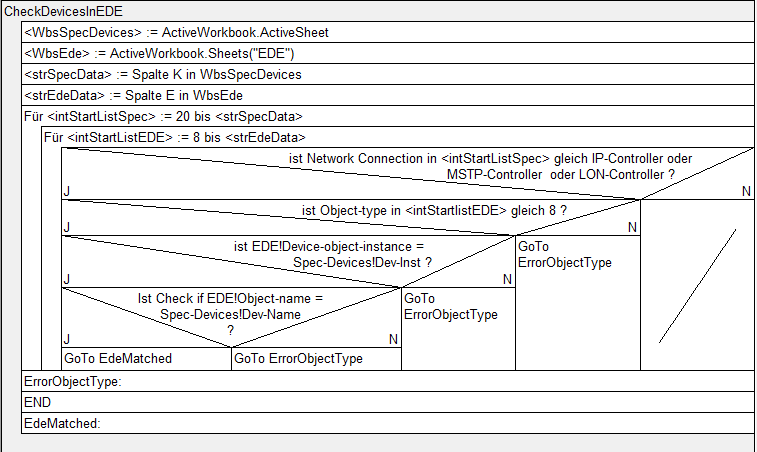 CheckDevicesInEDE
<WbsSpecDevices> := ActiveWorkbook.ActiveSheet
<WbsEde> := ActiveWorkbook.Sheets("EDE")
<strSpecData> := Spalte K in WbsSpecDevices
<strEdeData> := Spalte E in WbsEde
Für <intStartListSpec> := 20 bis <strSpecData>
Für <intStartListEDE> := 8 bis <strEdeData>
ist Network Connection in <intStartListSpec> gleich IP-Controller oder
MSTP-Controller oder LON-Controller ?
J
N
ist Object-type in <intStartlistEDE> gleich 8 ?
J
N
ist EDE!Device-object-instance =
Spec-Devices!Dev-Inst ?
J
N
GoTo
ErrorObjectType
Ist Check if EDE!Object-name =
Spec-Devices!Dev-Name
?
J
N
GoTo
ErrorObjectType
GoTo EdeMatched
GoTo ErrorObjectType
ErrorObjectType:
END
EdeMatched: